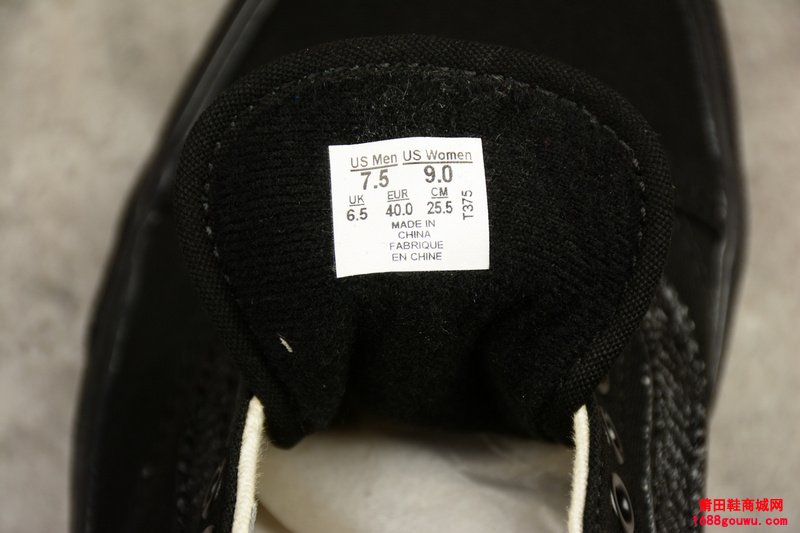 US Men US Women
7.5 9.0
UK EUR CM
6.5 40.0 25.5
T375
MADE IN
CHINA
FABRIQUE
EN CHINE
莆田鞋商城网
1688gouwu.com